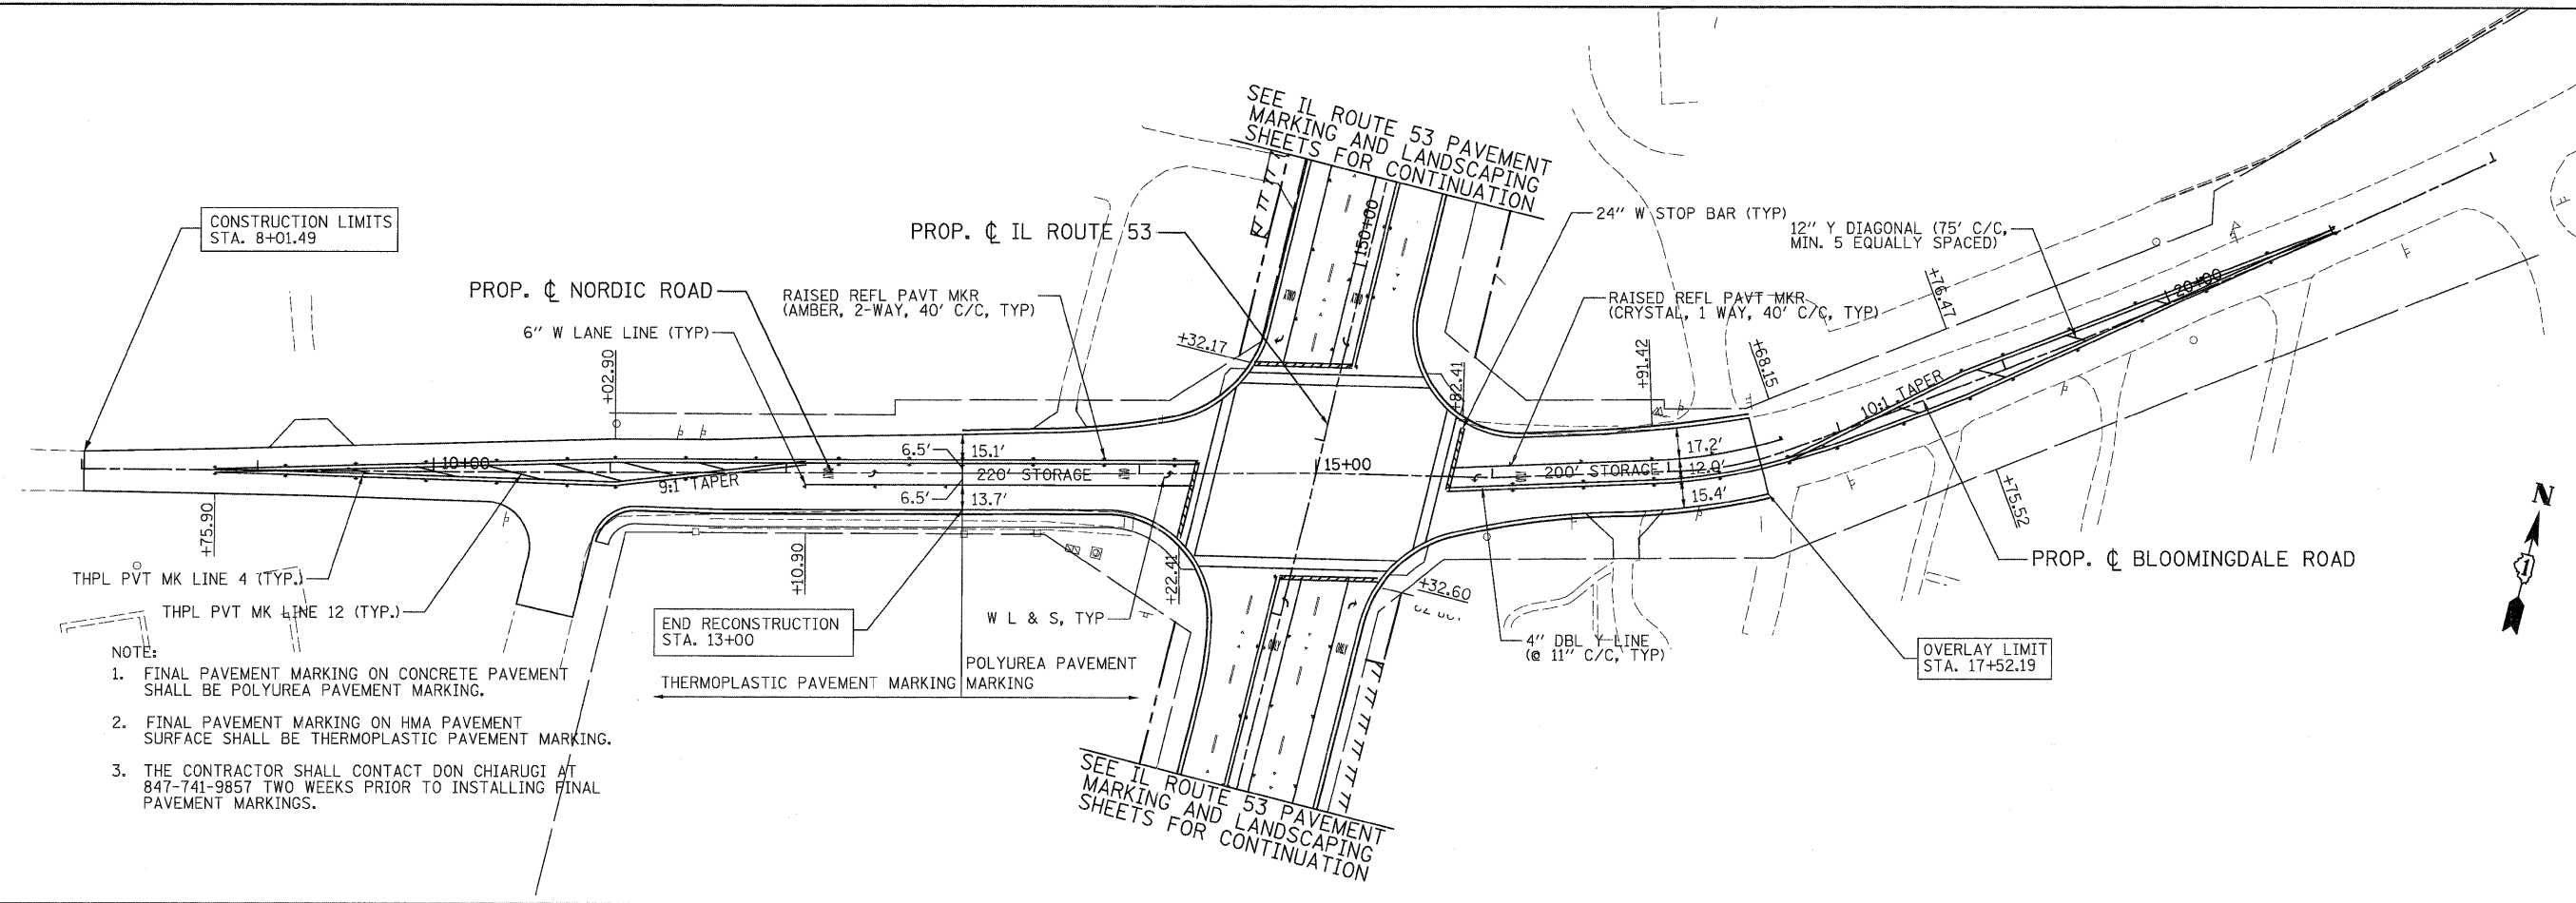 SEE IL ROUTE 53 PAVEMENT
MARKING AND LANDSCAPING
SHEETS FOR CONTINUATION
CONSTRUCTION LIMITS
STA. 8+01.49
PROP. ℄ IL ROUTE 53
150+00
24" W STOP BAR (TYP)
12" Y DIAGONAL (75' C/C,
MIN. 5 EQUALLY SPACED)
PROP. ℄ NORDIC ROAD
RAISED REFL PAVT MKR
(AMBER, 2-WAY, 40' C/C, TYP)
RAISED REFL PAVT MKR
(CRYSTAL, 1 WAY, 40' C/C, TYP)
+76.47
20+00
6" W LANE LINE (TYP)
+32.17
+02.90
+82.41
+91.42
+68.15
10:1 TAPER
10+00
9:1 TAPER
6.5'
15.1'
220' STORAGE
6.5'
13.7'
15+00
200' STORAGE
17.2'
12.0'
15.4'
ONLY
ONLY
+75.90
+10.90
+22.41
+32.60
+75.52
N
1
PROP. ℄ BLOOMINGDALE ROAD
THPL PVT MK LINE 4 (TYP.)
THPL PVT MK LINE 12 (TYP.)
END RECONSTRUCTION
STA. 13+00
W L & S, TYP
4" DBL Y LINE
(@ 11" C/C, TYP)
OVERLAY LIMIT
STA. 17+52.19
POLYUREA PAVEMENT
MARKING
THERMOPLASTIC PAVEMENT MARKING
NOTE:
1. FINAL PAVEMENT MARKING ON CONCRETE PAVEMENT
SHALL BE POLYUREA PAVEMENT MARKING.
2. FINAL PAVEMENT MARKING ON HMA PAVEMENT
SURFACE SHALL BE THERMOPLASTIC PAVEMENT MARKING.
3. THE CONTRACTOR SHALL CONTACT DON CHIARUGI AT
847-741-9857 TWO WEEKS PRIOR TO INSTALLING FINAL
PAVEMENT MARKINGS.
SEE IL ROUTE 53 PAVEMENT
MARKING AND LANDSCAPING
SHEETS FOR CONTINUATION